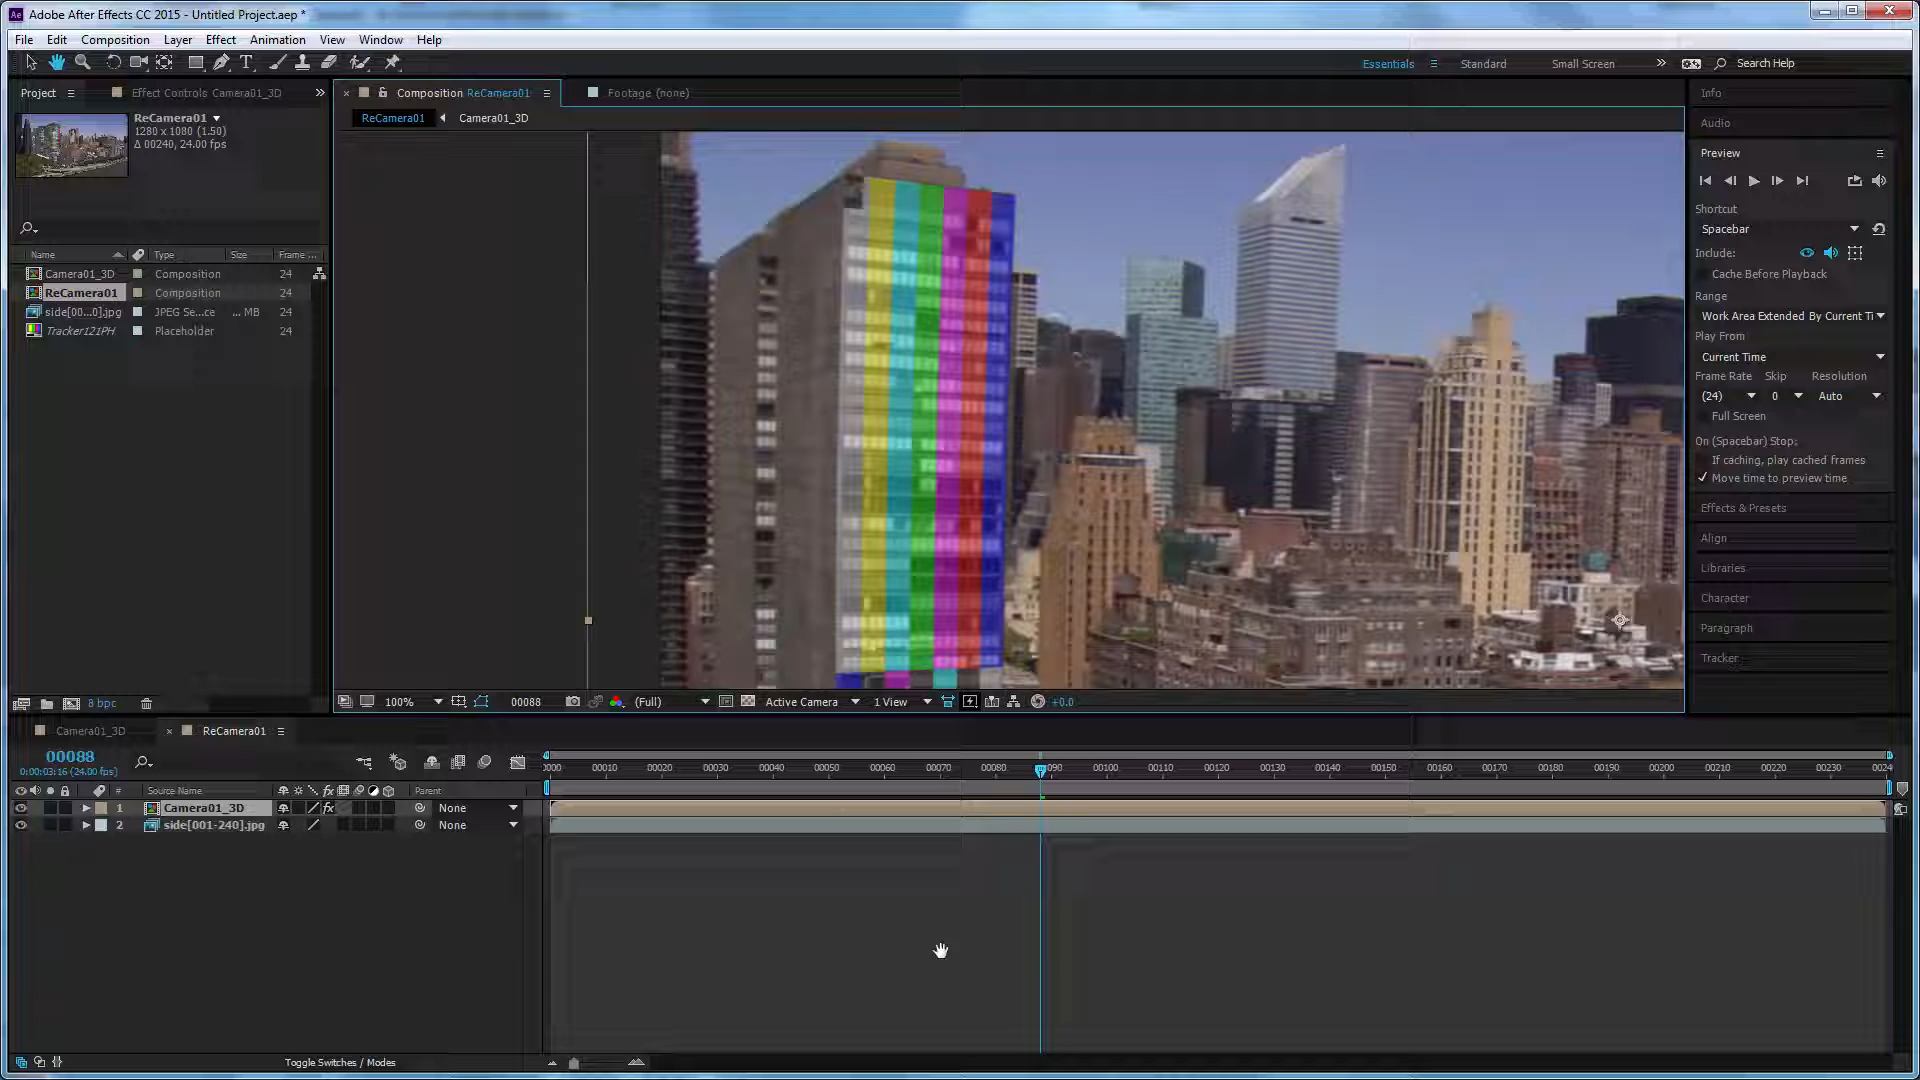 Adobe After Effects CC 2015 - Untitled Project.aep *
File Edit Composition Layer Effect Animation View Window Help
Essentials Standard Small Screen Search Help
Project Effect Controls Camera01_3D
Composition ReCamera01 Footage (none)
ReCamera01 Camera01_3D
ReCamera01
1280 x 1080 (1.50)
Δ 00240, 24.00 fps
Name Type Size Frame ...
Camera01_3D Composition 24
ReCamera01 Composition 24
side[00...0].jpg JPEG Se...ce ... MB 24
Tracker121PH Placeholder 24
8 bpc
100% 00088 (Full) Active Camera 1 View +0.0
Info
Audio
Preview
Shortcut
Spacebar
Include:
Cache Before Playback
Range
Work Area Extended By Current Ti
Play From
Current Time
Frame Rate Skip Resolution
(24) 0 Auto
Full Screen
On (Spacebar) Stop:
If caching, play cached frames
Move time to preview time
Effects & Presets
Align
Libraries
Character
Paragraph
Tracker
Camera01_3D ReCamera01
00088
0:00:03:16 (24.00 fps)
0000 00010 00020 00030 00040 00050 00060 00070 00080 0090 00100 00110 00120 00130 00140 00150 00160 00170 00180 00190 00200 00210 00220 00230 0024
# Source Name Parent
1 Camera01_3D fx None
2 side[001-240].jpg None
Toggle Switches / Modes